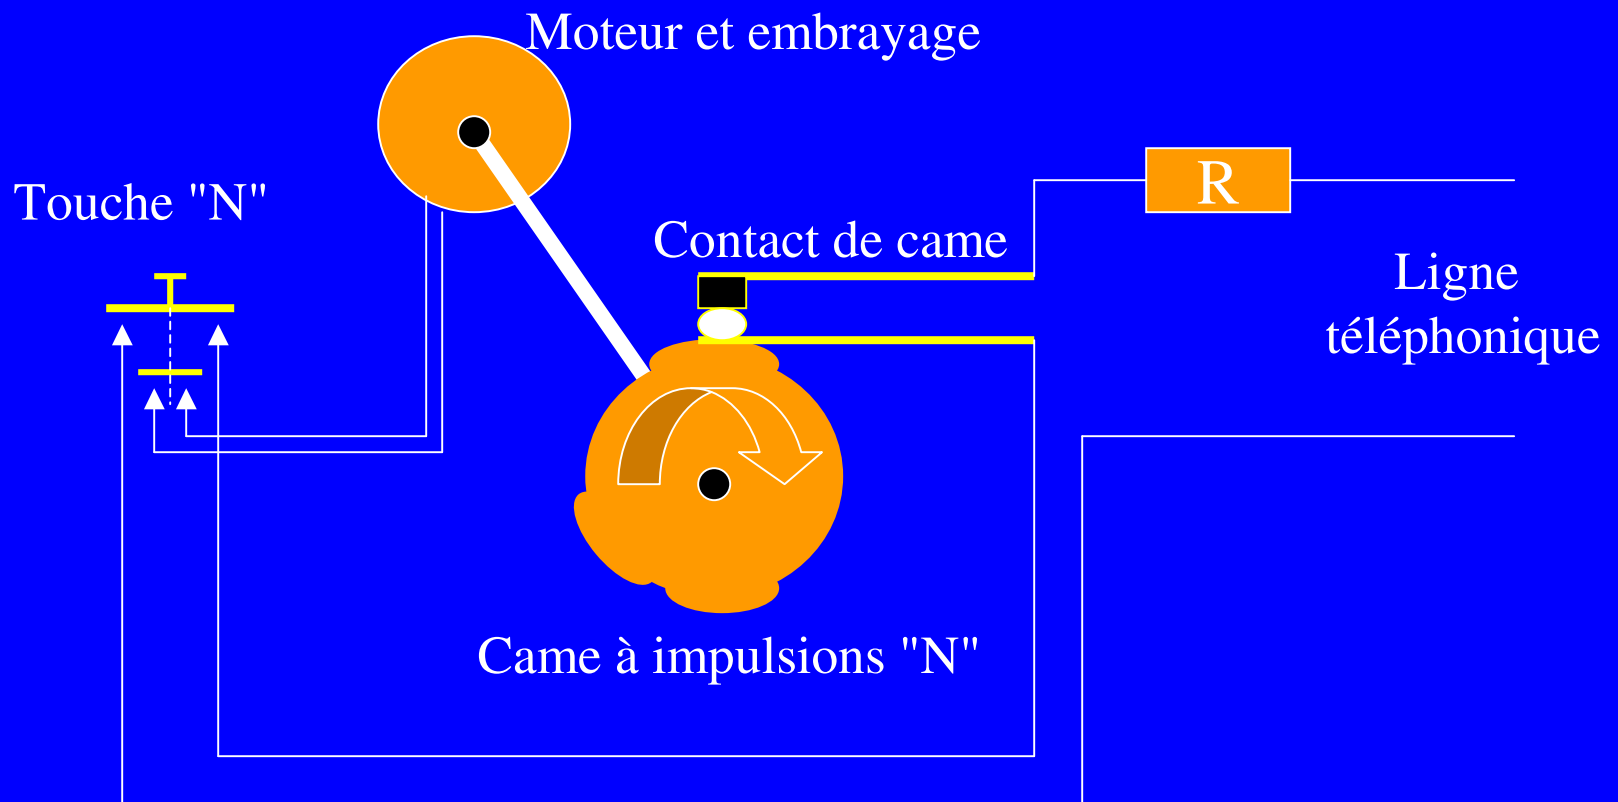 Moteur et embrayage
Touche "N"
R
Contact de came
Ligne
téléphonique
Came à impulsions "N"